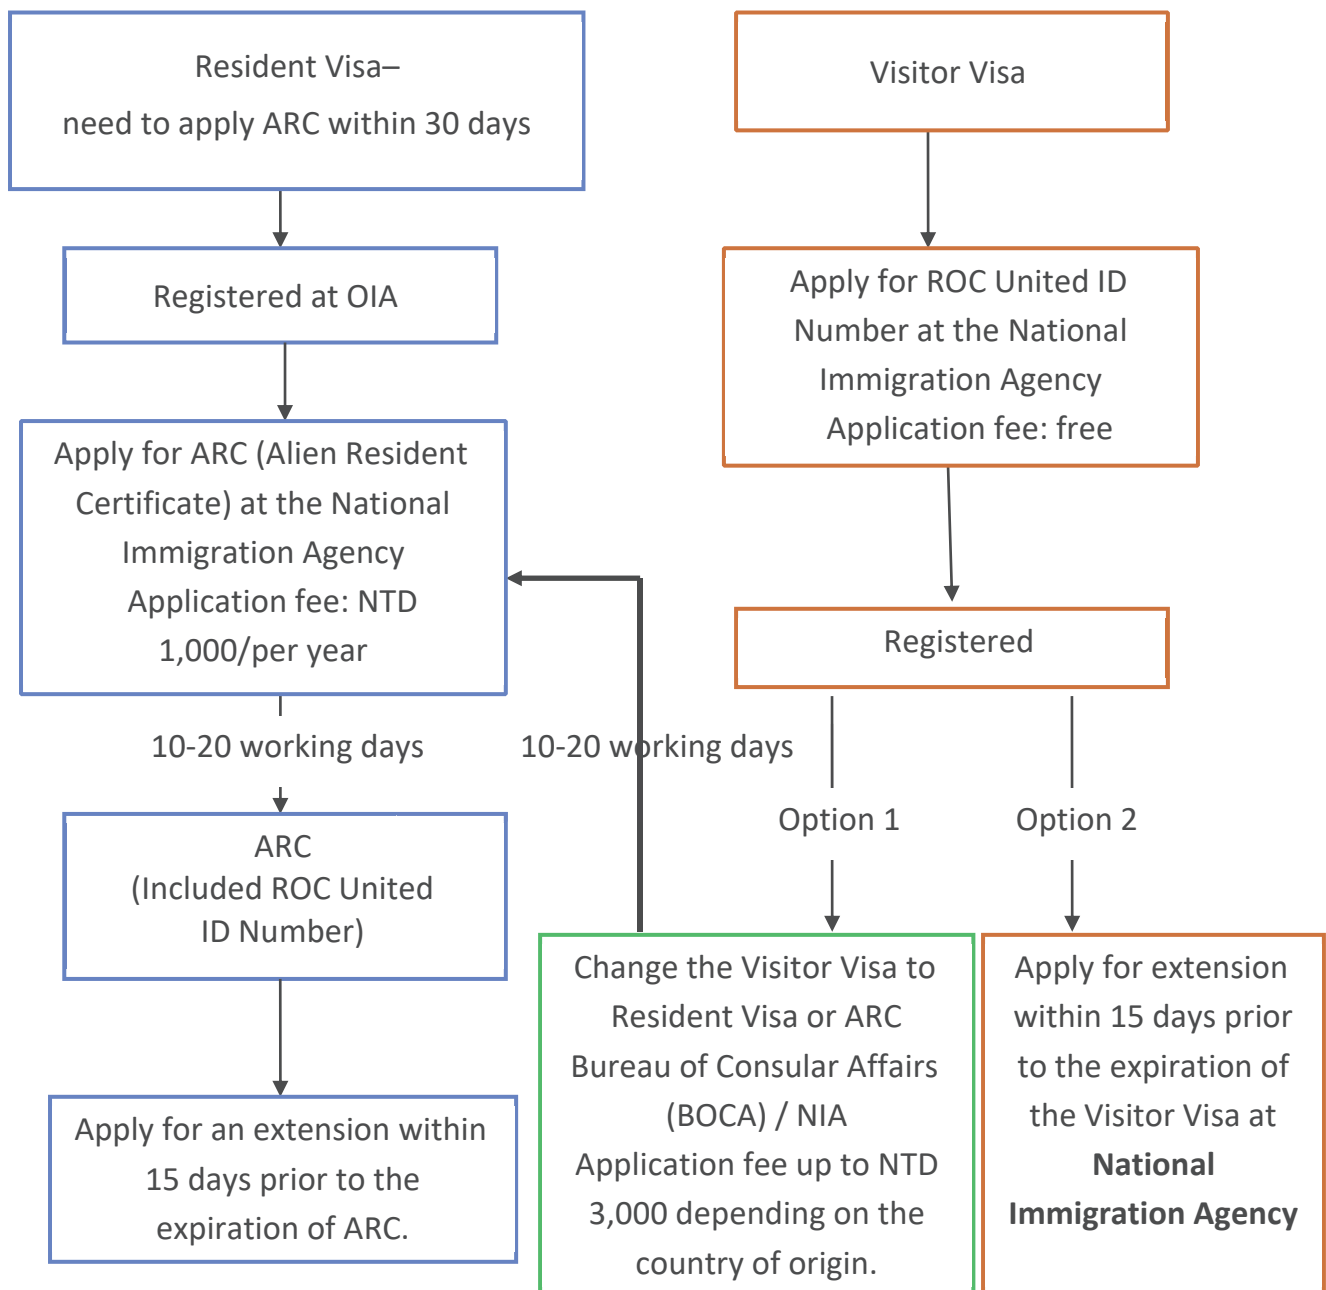 Resident Visa–
need to apply ARC within 30 days
Registered at OIA
Apply for ARC (Alien Resident
Certificate) at the National
Immigration Agency
Application fee: NTD
1,000/per year
10-20 working days
ARC
(Included ROC United
ID Number)
Apply for an extension within
15 days prior to the
expiration of ARC.
Visitor Visa
Apply for ROC United ID
Number at the National
Immigration Agency
Application fee: free
Registered
Option 1
Option 2
10-20 working days
Change the Visitor Visa to
Resident Visa or ARC
Bureau of Consular Affairs
(BOCA) / NIA
Application fee up to NTD
3,000 depending on the
country of origin.
Apply for extension
within 15 days prior
to the expiration of
the Visitor Visa at
National
Immigration Agency